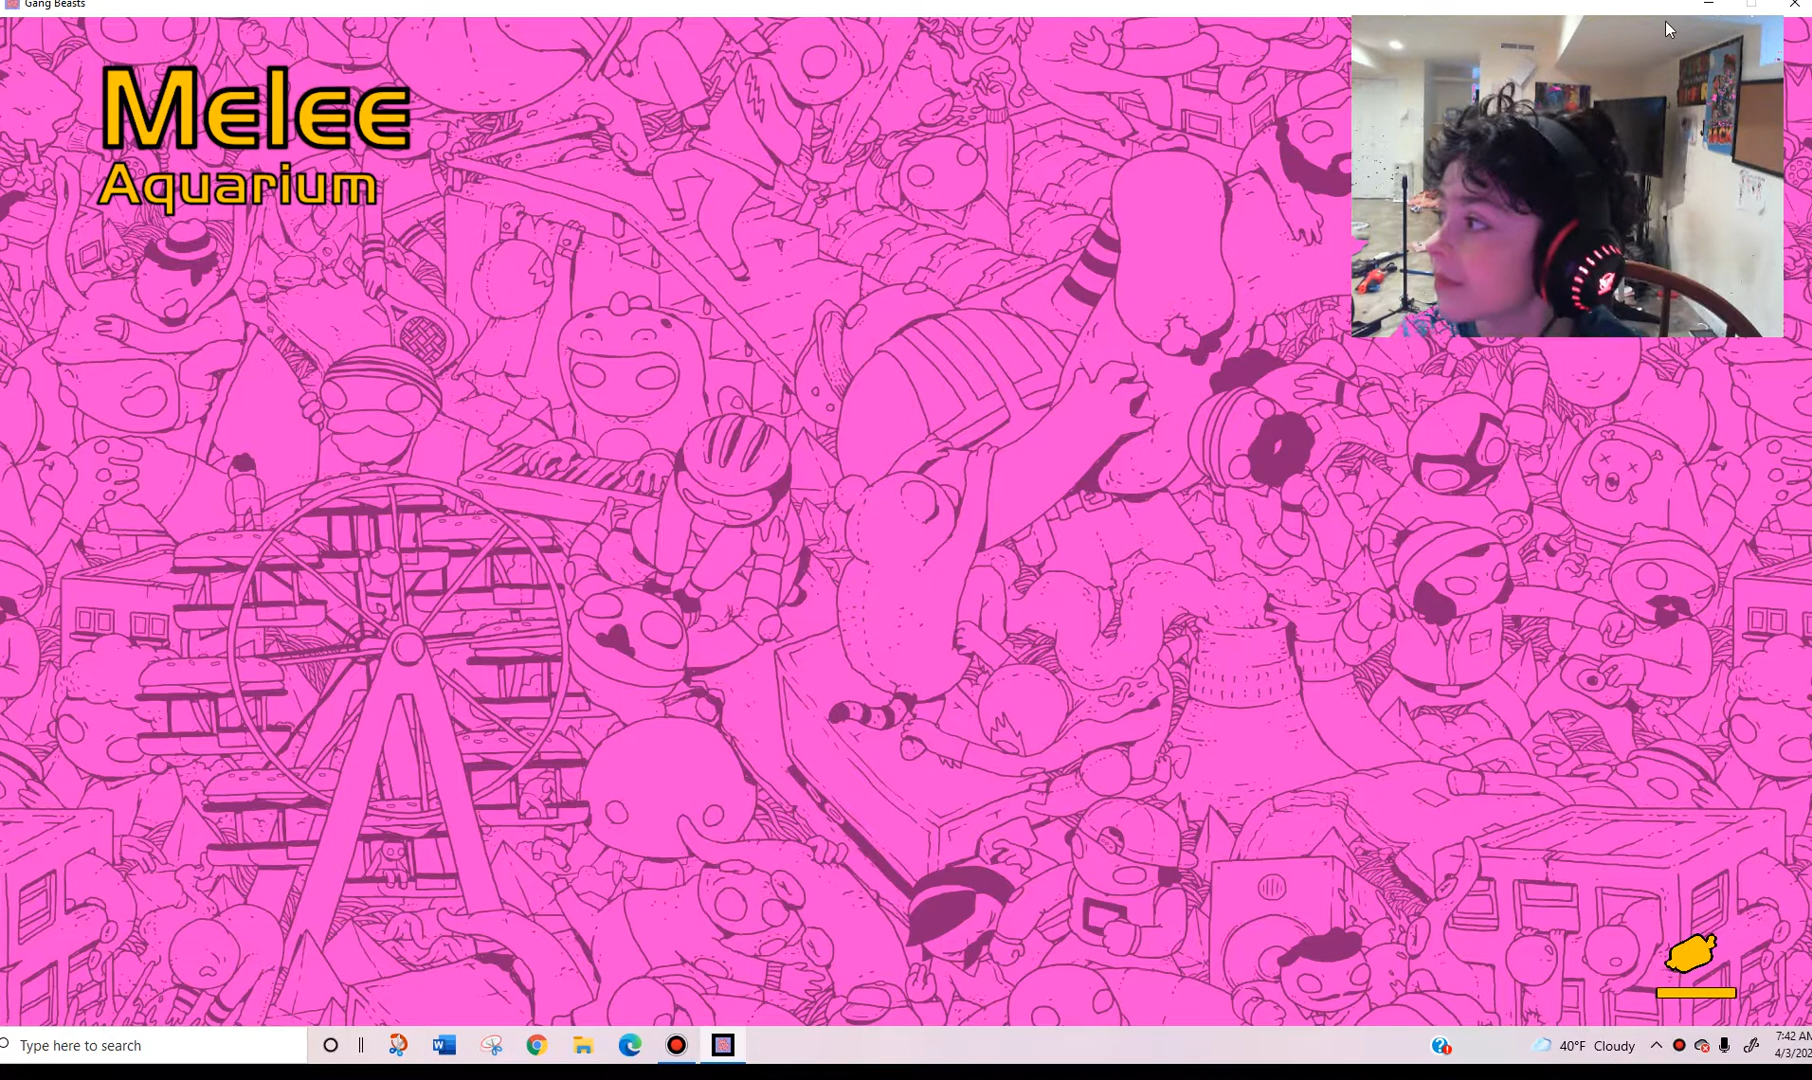 Gang Beasts
Melee
Aquarium
Type here to search
40°F Cloudy
7:42 AM